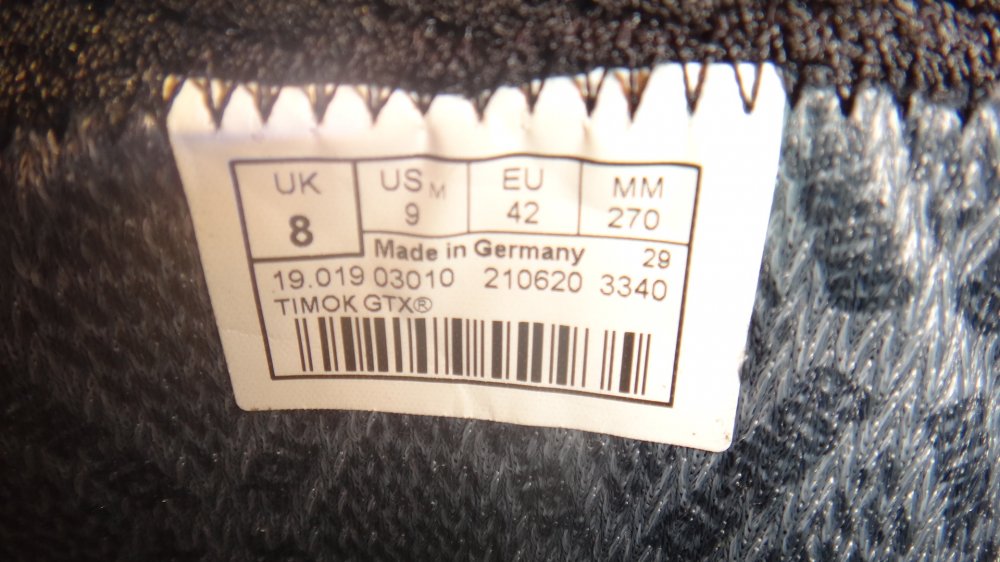 UK US M EU MM
8 9 42 270
Made in Germany 29
19.019 03010 210620 3340
TIMOK GTX®